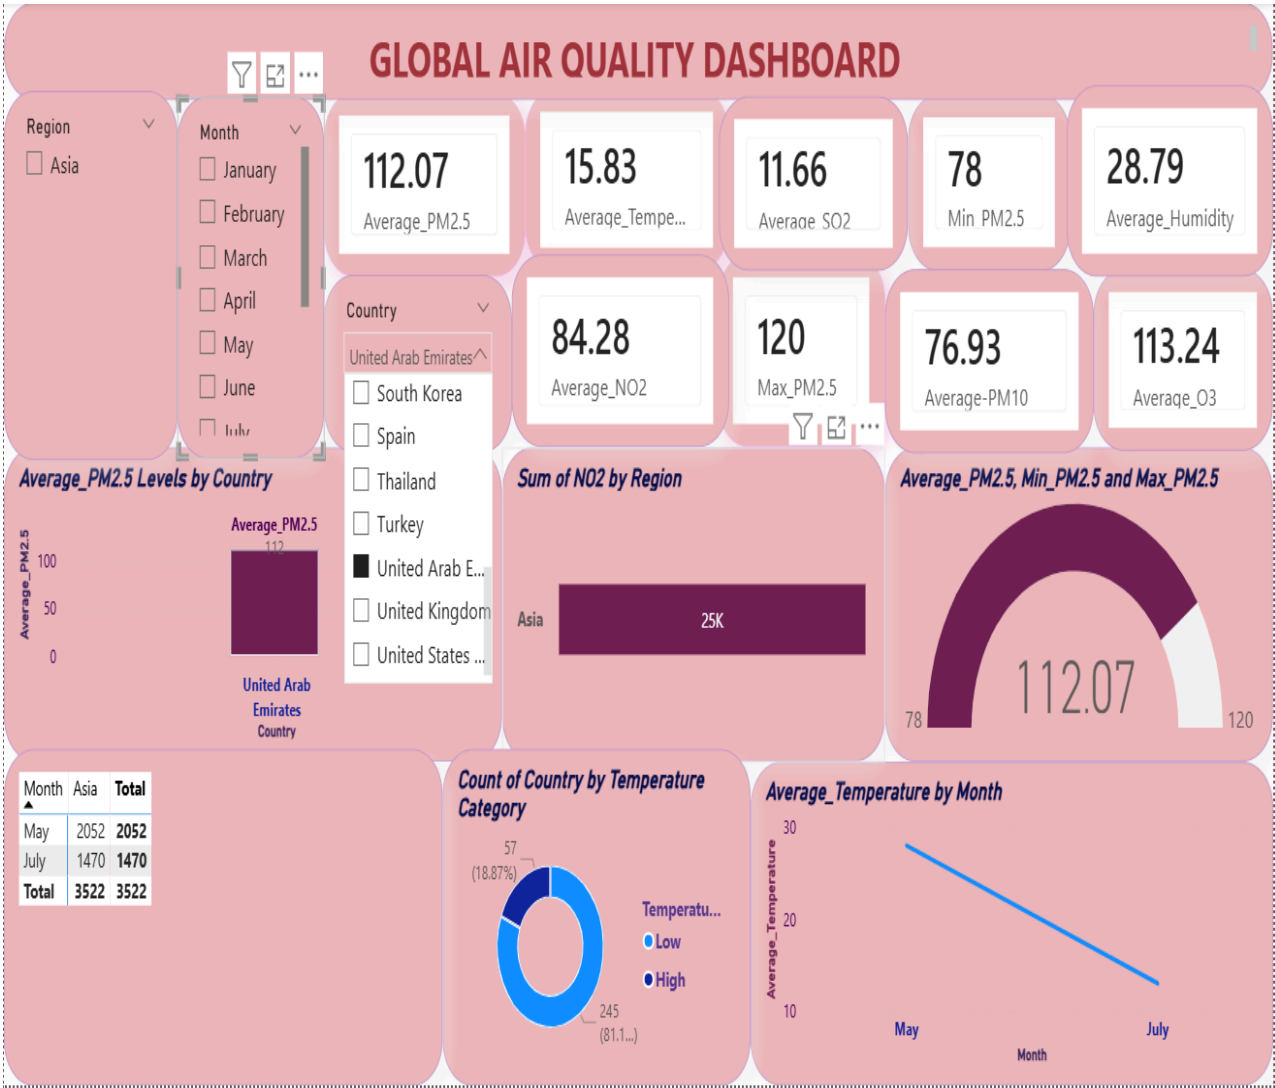 GLOBAL AIR QUALITY DASHBOARD
Region
Asia
Month
January
February
March
April
May
June
July
112.07
Average_PM2.5
15.83
Average_Tempe...
11.66
Average_SO2
78
Min_PM2.5
28.79
Average_Humidity
Country
United Arab Emirates
South Korea
Spain
Thailand
Turkey
United Arab E...
United Kingdom
United States ...
84.28
Average_NO2
120
Max_PM2.5
76.93
Average-PM10
113.24
Average_O3
Average_PM2.5 Levels by Country
Average_PM2.5
112
Average_PM2.5
100
50
0
United Arab
Emirates
Country
Sum of NO2 by Region
Asia
25K
Average_PM2.5, Min_PM2.5 and Max_PM2.5
112.07
78
120
Month Asia Total
May 2052 2052
July 1470 1470
Total 3522 3522
Count of Country by Temperature
Category
57
(18.87%)
245
(81.1...)
Temperatu...
Low
High
Average_Temperature by Month
Average_Temperature
30
20
10
May
July
Month